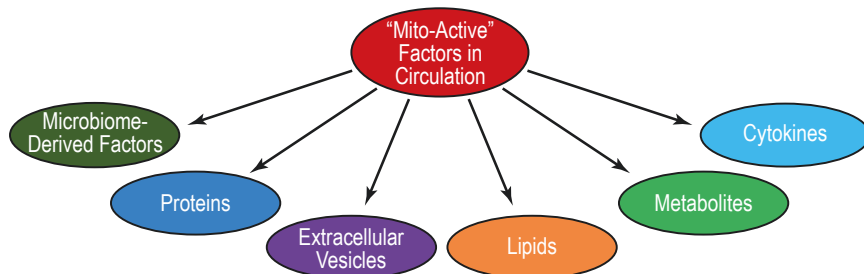 “Mito-Active”
Factors in
Circulation
Microbiome-
Derived Factors
Cytokines
Proteins
Metabolites
Extracellular
Vesicles
Lipids